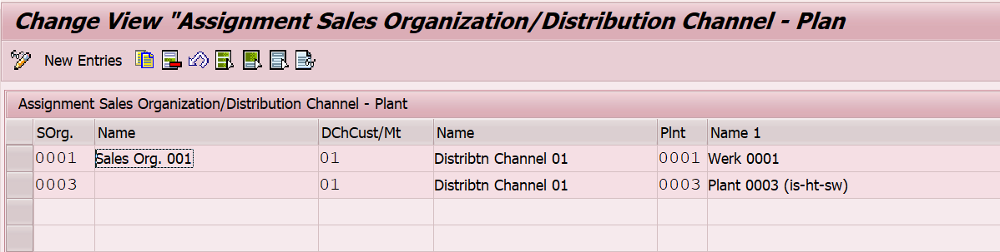 Change View "Assignment Sales Organization/Distribution Channel - Plan
New Entries
Assignment Sales Organization/Distribution Channel - Plant
SOrg. Name DChCust/Mt Name Plnt Name 1
0001 Sales Org. 001 01 Distribtn Channel 01 0001 Werk 0001
0003 01 Distribtn Channel 01 0003 Plant 0003 (is-ht-sw)